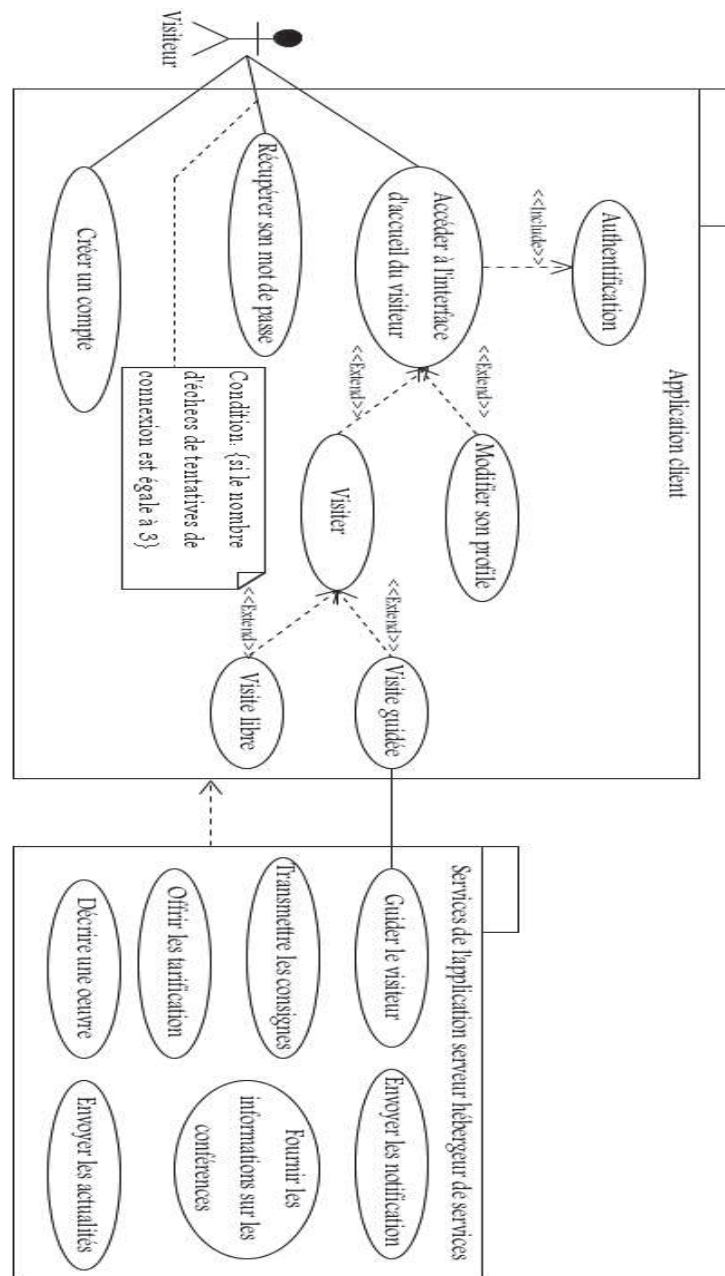 Visiteur
Application client
Authentification
<<Include>>
Accéder à l'interface
d'accueil du visiteur
<<Extend>>
Modifier son profile
<<Extend>>
Visiter
<<Extend>>
Visite guidée
<<Extend>>
Visite libre
Récupérer son mot de passe
Condition: {si le nombre
d'échecs de tentatives de
connexion est égale à 3}
Créer un compte
Services de l'application serveur hébergeur de services
Guider le visiteur
Envoyer les notification
Transmettre les consignes
Fournir les
informations sur les
conférences
Offrir les tarification
Décrire une oeuvre
Envoyer les actualités